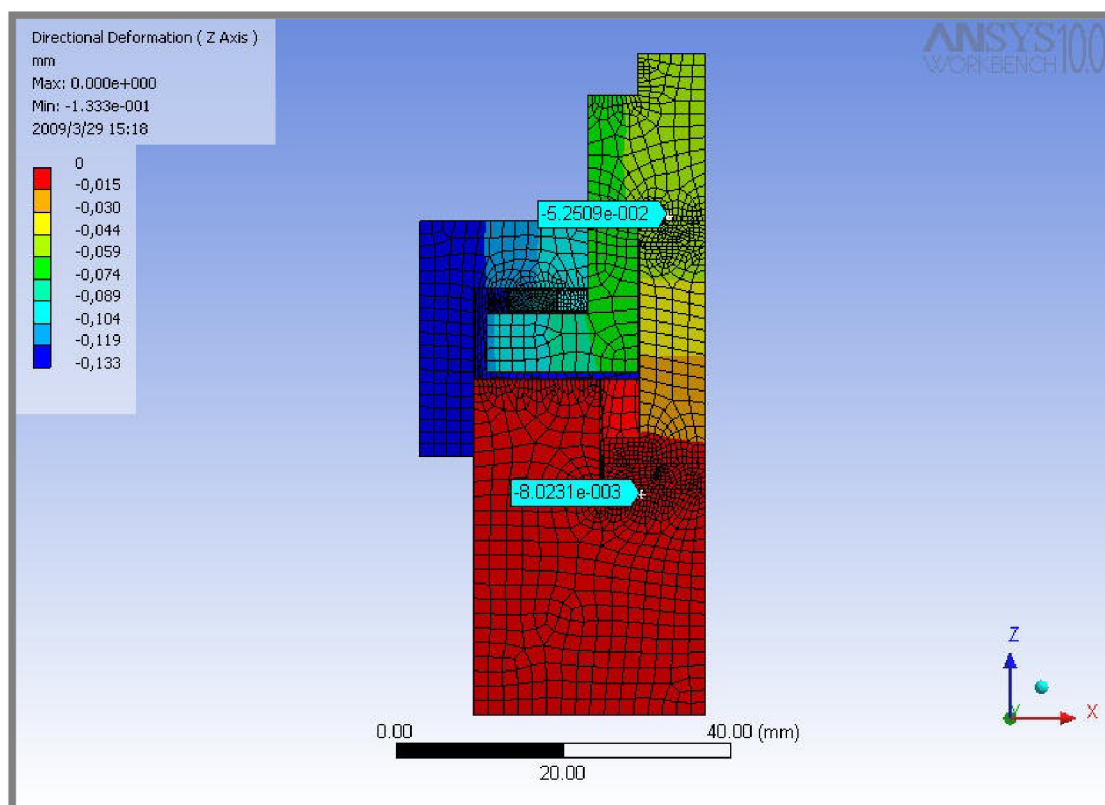 Directional Deformation ( Z Axis )
mm
Max: 0.000e+000
Min: -1.333e-001
2009/3/29 15:18
0
-0,015
-0,030
-0,044
-0,059
-0,074
-0,089
-0,104
-0,119
-0,133
ANSYS 10.0
WORKBENCH
-5.2509e-002
-8.0231e-003
0.00
40.00 (mm)
20.00
Z
Y
X